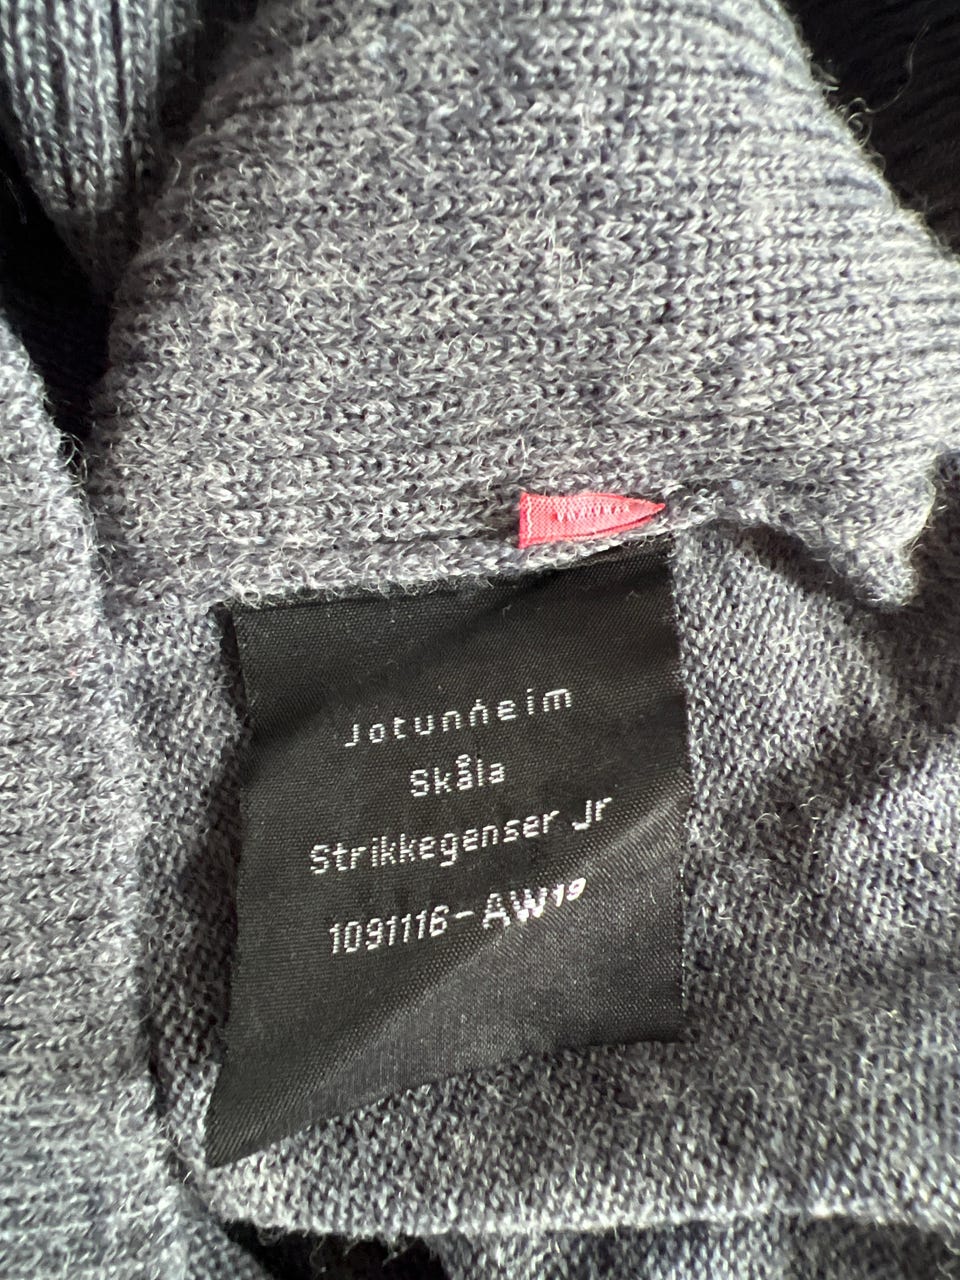 Jotunheim
Skåla
Strikkegenser Jr
1091116-AW19